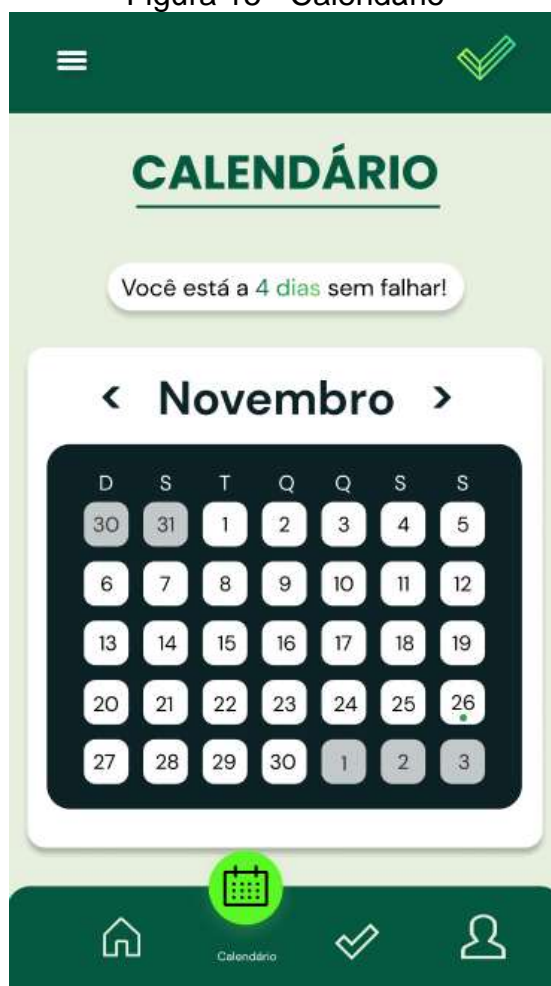 CALENDÁRIO
Você está a 4 dias sem falhar!
< Novembro >
D S T Q Q S S
30 31 1 2 3 4 5
6 7 8 9 10 11 12
13 14 15 16 17 18 19
20 21 22 23 24 25 26
27 28 29 30 1 2 3
Calendário